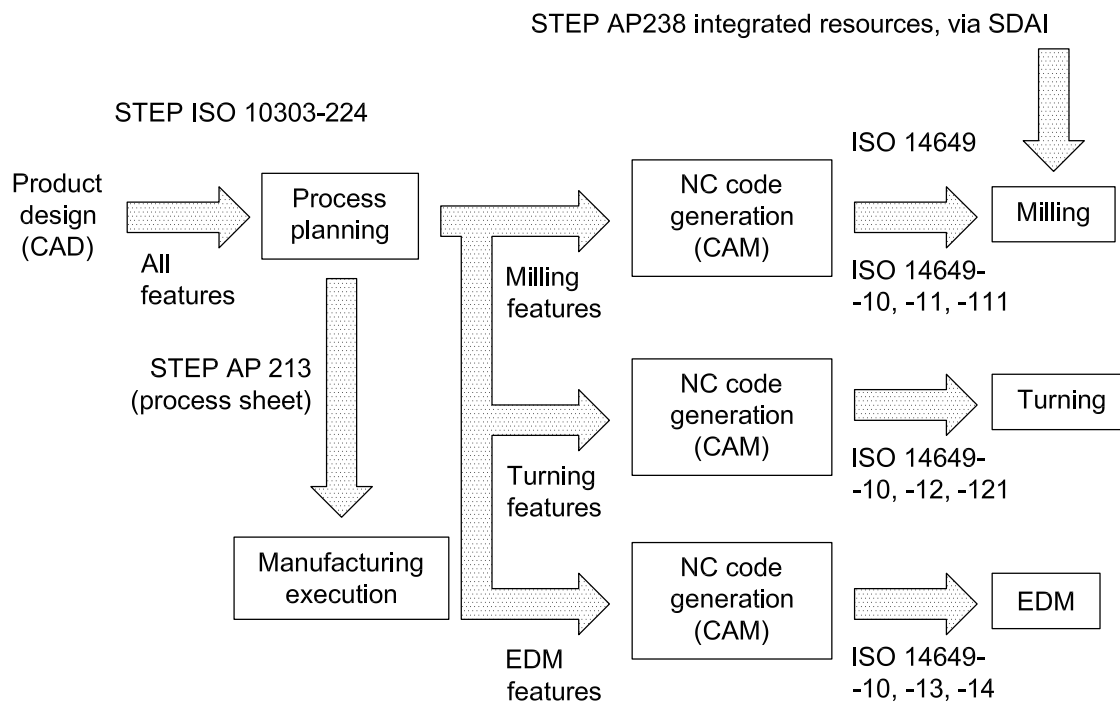 STEP AP238 integrated resources, via SDAI
STEP ISO 10303-224
Product
design
(CAD)
All
features
Process
planning
STEP AP 213
(process sheet)
Manufacturing
execution
Milling
features
NC code
generation
(CAM)
ISO 14649
ISO 14649-
-10, -11, -111
Milling
Turning
features
NC code
generation
(CAM)
ISO 14649-
-10, -12, -121
Turning
EDM
features
NC code
generation
(CAM)
ISO 14649-
-10, -13, -14
EDM